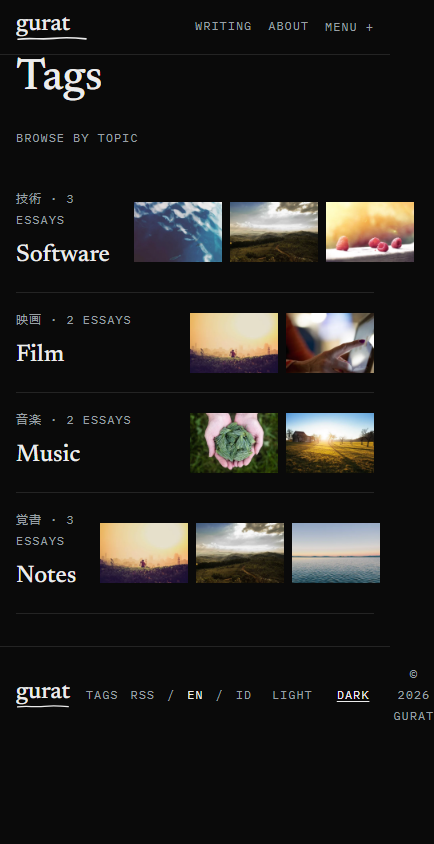 gurat
WRITING ABOUT MENU +
Tags
BROWSE BY TOPIC
技術 · 3
ESSAYS
Software
映画 · 2 ESSAYS
Film
音楽 · 2 ESSAYS
Music
覚書 · 3
ESSAYS
Notes
gurat TAGS RSS / EN / ID LIGHT DARK
©
2026
GURAT